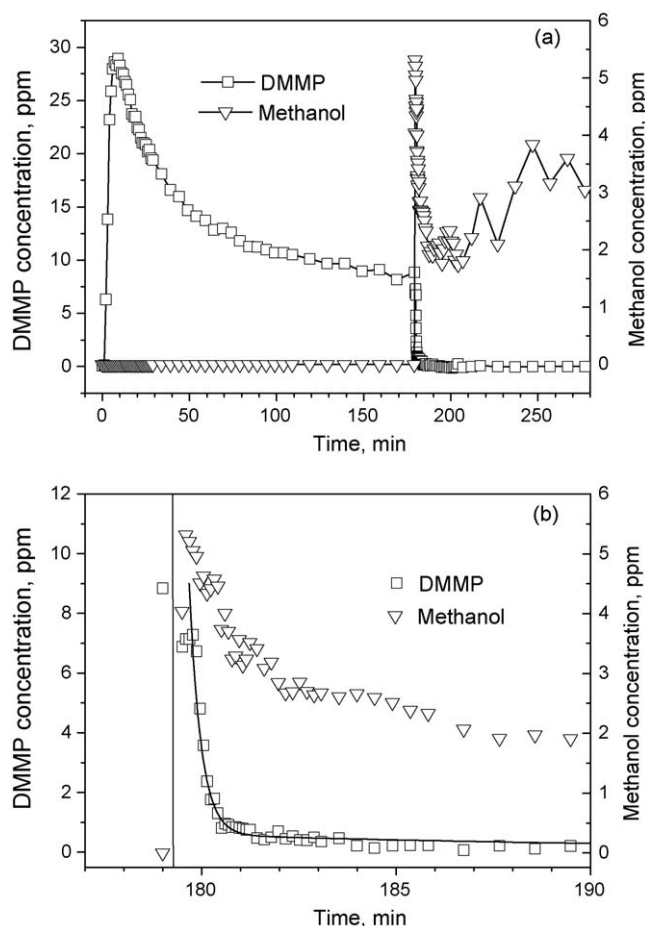 (a)
DMMP concentration, ppm
30
25
20
15
10
5
0
DMMP
Methanol
6
5
4
3
2
1
0
Methanol concentration, ppm
0 50 100 150 200 250
Time, min
(b)
DMMP concentration, ppm
12
10
8
6
4
2
0
DMMP
Methanol
6
5
4
3
2
1
0
Methanol concentration, ppm
180 185 190
Time, min